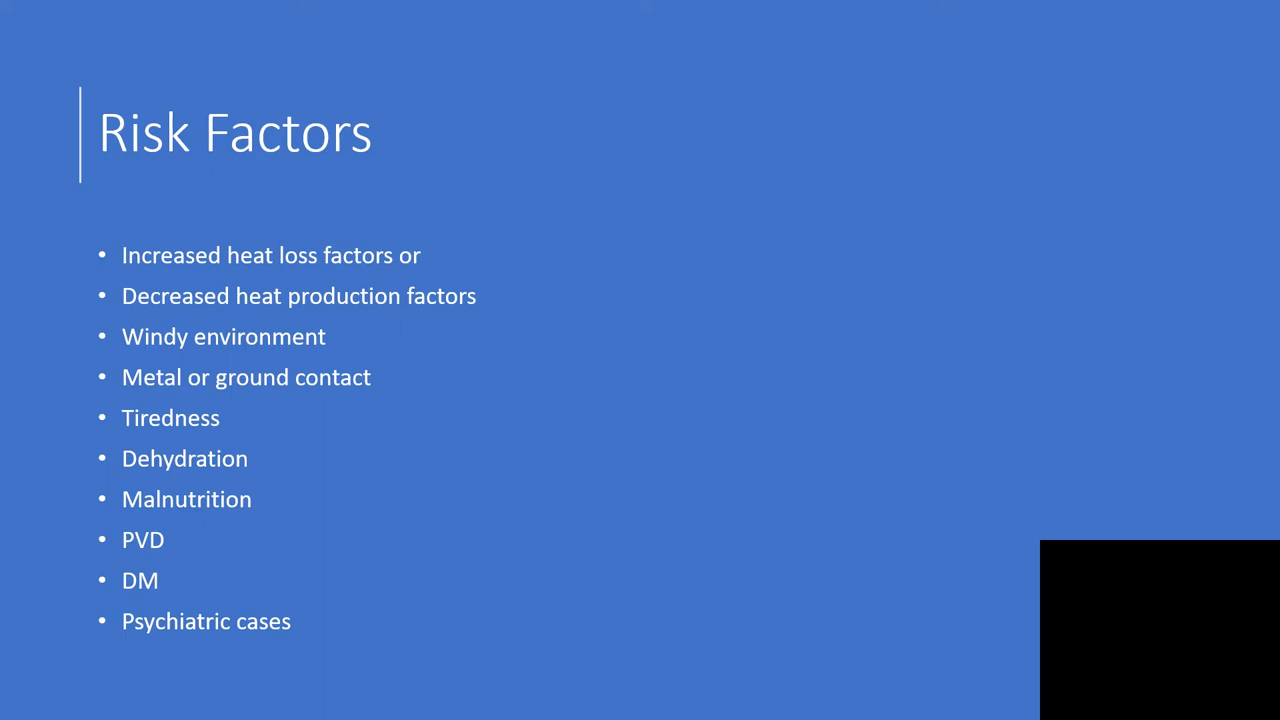 Risk Factors
• Increased heat loss factors or
• Decreased heat production factors
• Windy environment
• Metal or ground contact
• Tiredness
• Dehydration
• Malnutrition
• PVD
• DM
• Psychiatric cases